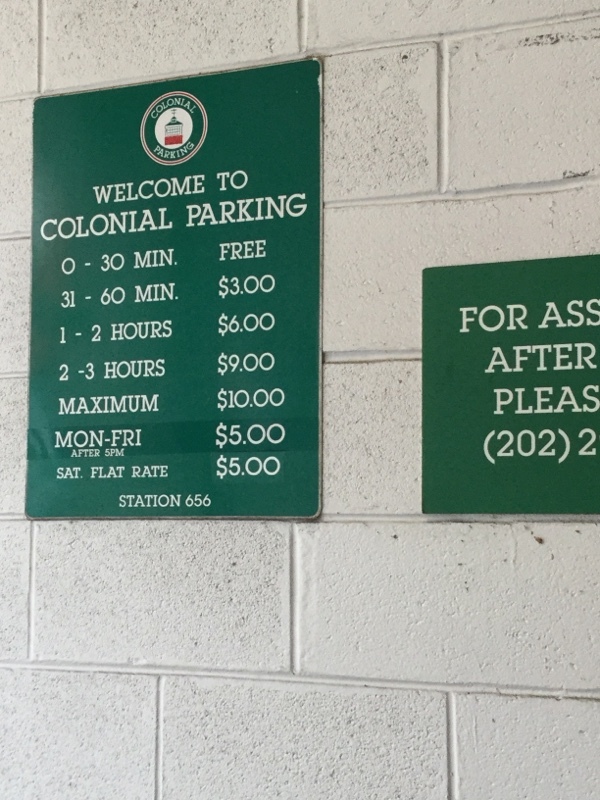 COLONIAL
PARKING
WELCOME TO
COLONIAL PARKING
0 - 30 MIN. FREE
31 - 60 MIN. $3.00
1 - 2 HOURS $6.00
2 -3 HOURS $9.00
MAXIMUM $10.00
MON-FRI $5.00
AFTER 5PM
SAT. FLAT RATE $5.00
STATION 656
FOR ASS
AFTER
PLEAS
(202) 2